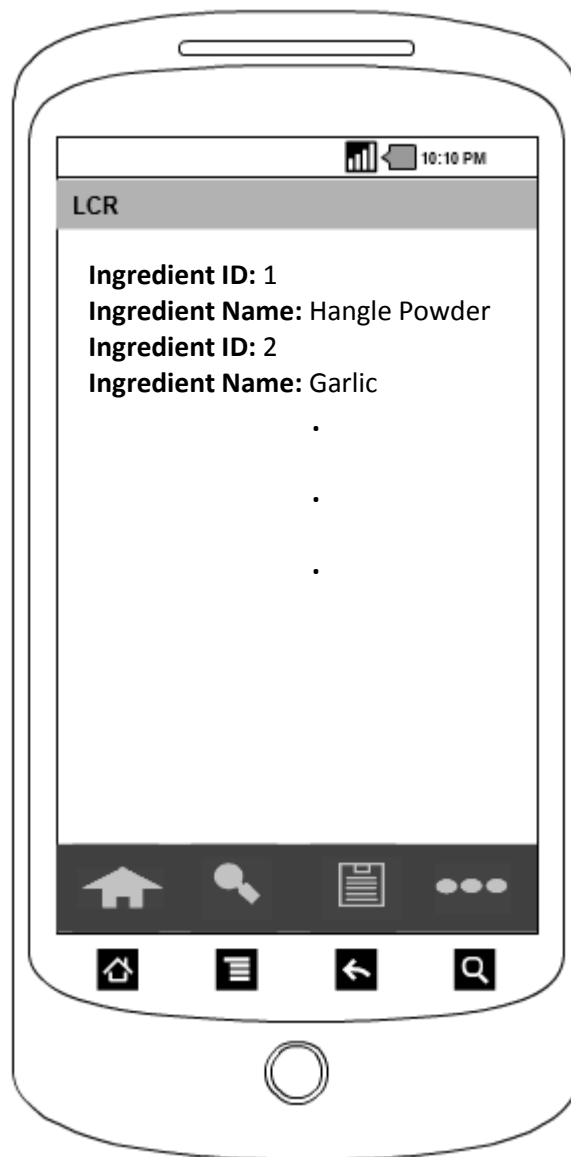 10:10 PM
LCR
Ingredient ID: 1
Ingredient Name: Hangle Powder
Ingredient ID: 2
Ingredient Name: Garlic
.
.
.